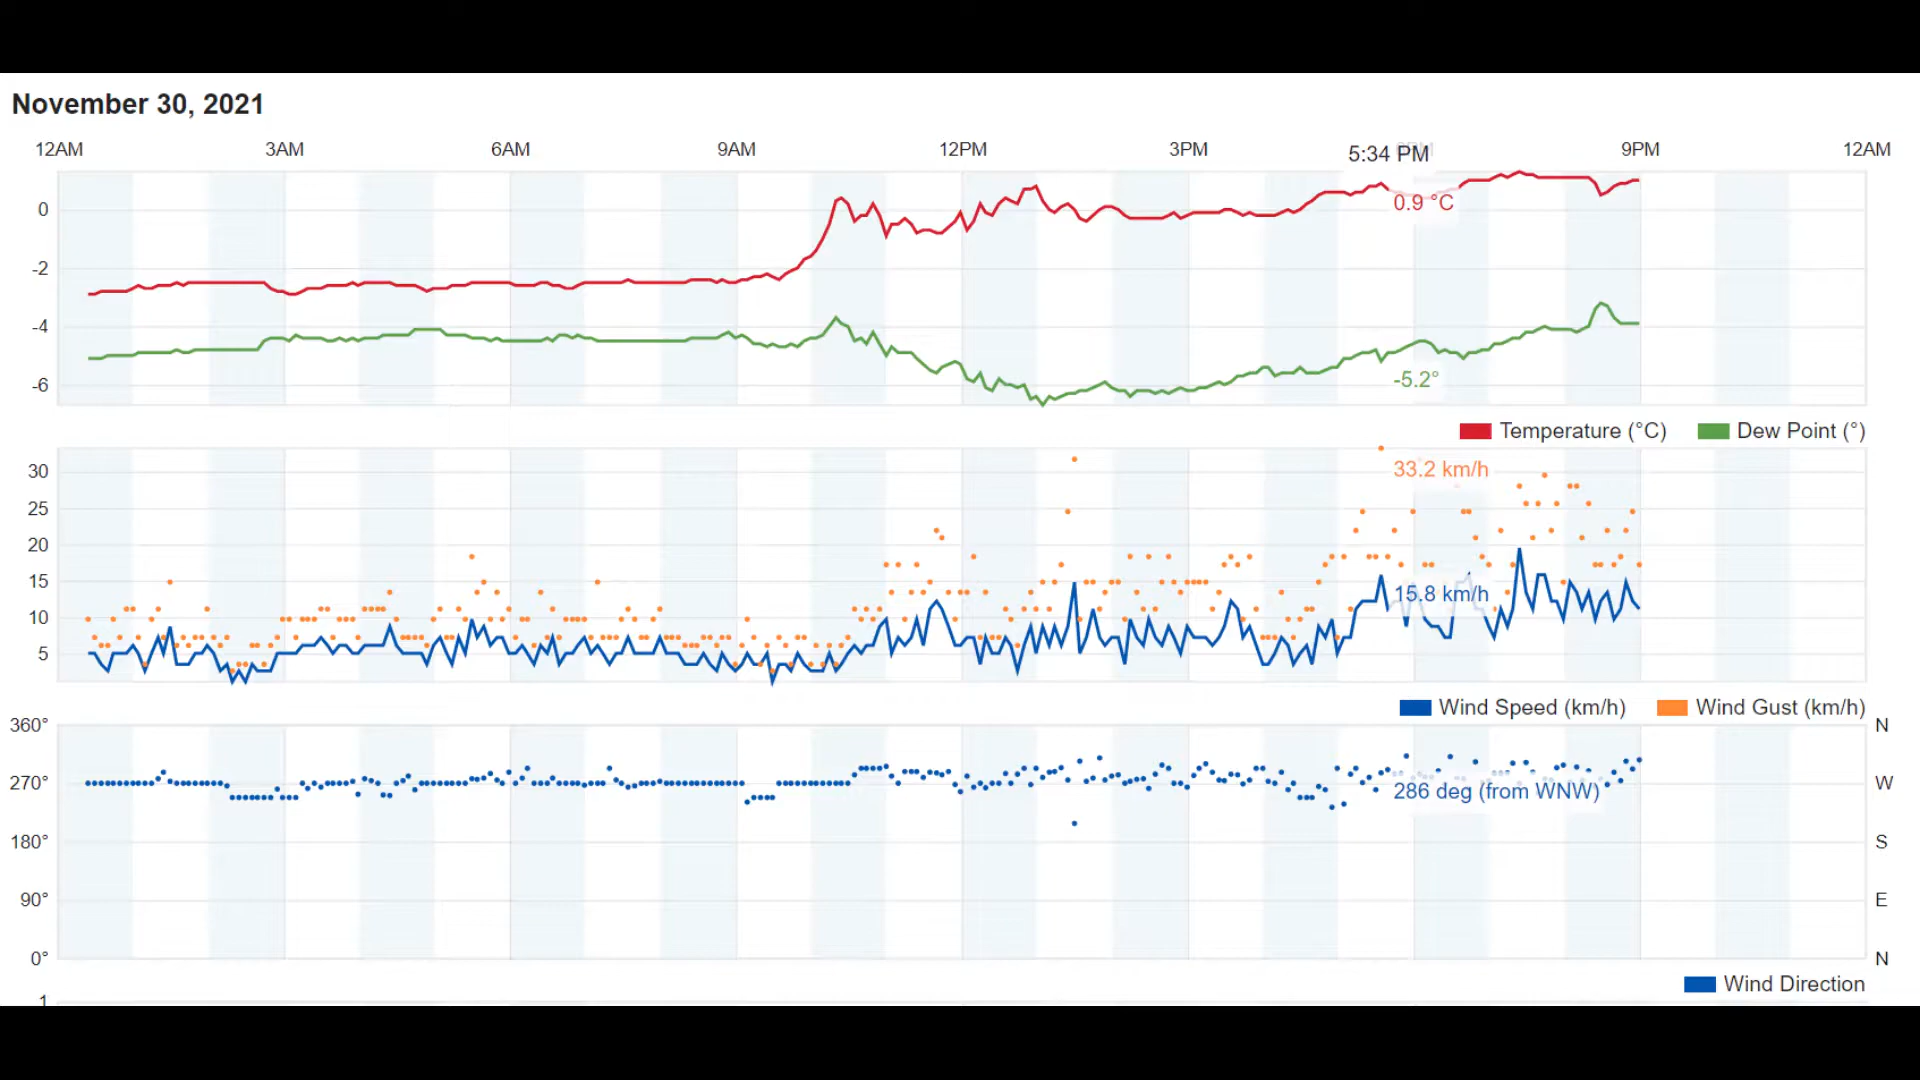 November 30, 2021
12AM 3AM 6AM 9AM 12PM 3PM 5:34 PM 9PM 12AM
0
-2
-4
-6
0.9 °C
-5.2°
Temperature (°C) Dew Point (°)
30
25
20
15
10
5
33.2 km/h
15.8 km/h
Wind Speed (km/h) Wind Gust (km/h)
360° N
270° W
286 deg (from WNW)
180° S
90° E
0° N
Wind Direction
1